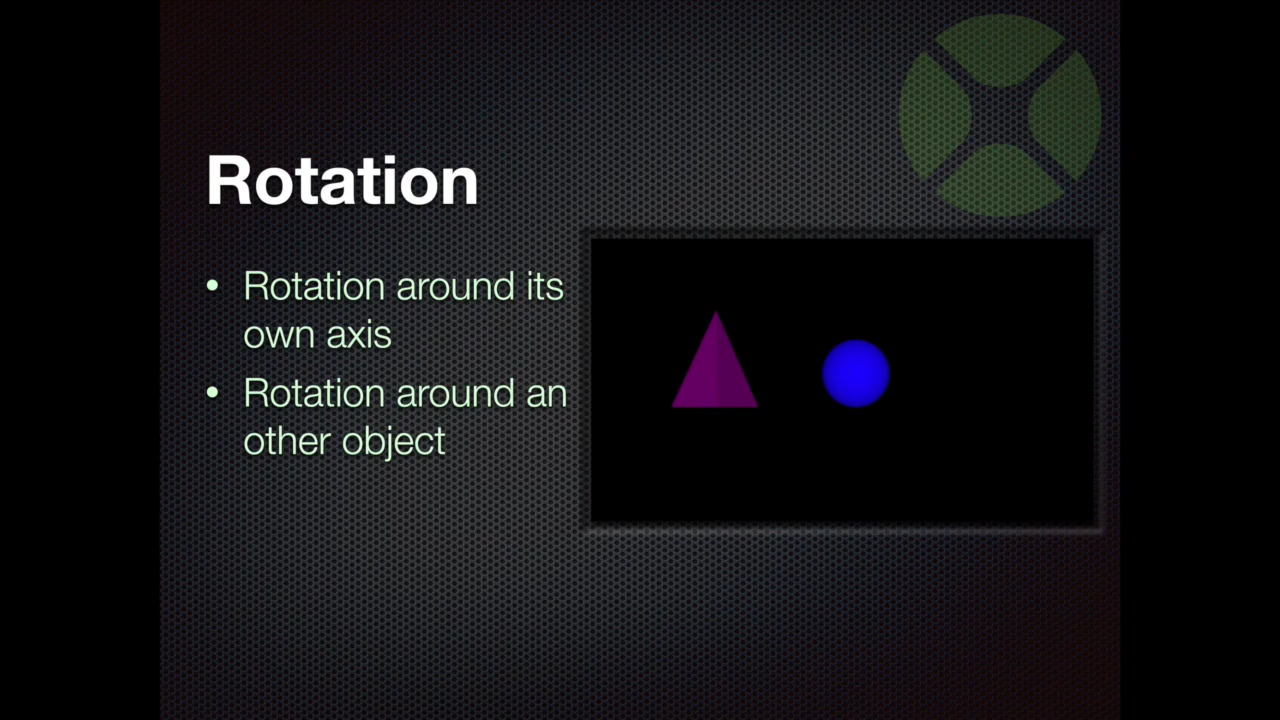 Rotation
• Rotation around its
own axis
• Rotation around an
other object